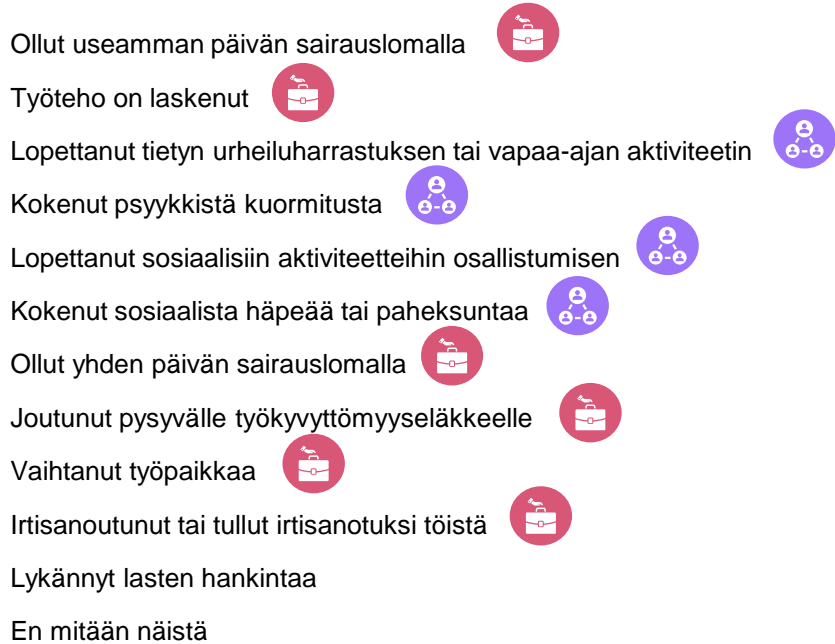 Ollut useamman päivän sairauslomalla
Työteho on laskenut
Lopettanut tietyn urheiluharrastuksen tai vapaa-ajan aktiviteetin
Kokenut psyykkistä kuormitusta
Lopettanut sosiaalisiin aktiviteetteihin osallistumisen
Kokenut sosiaalista häpeää tai paheksuntaa
Ollut yhden päivän sairauslomalla
Joutunut pysyvälle työkyvyttömyyseläkkeelle
Vaihtanut työpaikkaa
Irtisanoutunut tai tullut irtisanotuksi töistä
Lykännyt lasten hankintaa
En mitään näistä